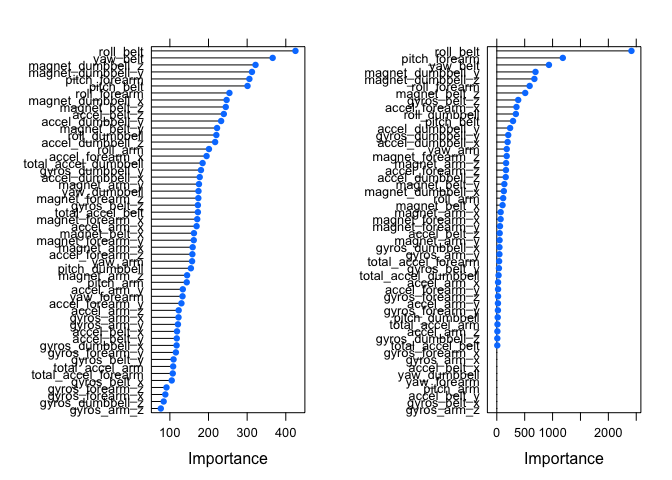 roll_belt
yaw_belt
magnet_dumbbell_z
magnet_dumbbell_y
pitch_forearm
pitch_belt
roll_forearm
magnet_dumbbell_x
magnet_belt_z
accel_belt_z
accel_dumbbell_y
magnet_belt_y
roll_dumbbell
accel_dumbbell_z
roll_arm
accel_forearm_x
total_accel_dumbbell
gyros_dumbbell_y
accel_dumbbell_x
magnet_arm_y
yaw_dumbbell
magnet_forearm_z
gyros_belt_z
total_accel_belt
magnet_forearm_x
accel_arm_x
magnet_belt_x
magnet_forearm_y
magnet_arm_x
accel_forearm_z
yaw_arm
pitch_dumbbell
magnet_arm_z
pitch_arm
accel_arm_y
yaw_forearm
accel_forearm_y
accel_arm_z
gyros_arm_x
gyros_arm_y
accel_belt_x
accel_belt_y
gyros_dumbbell_x
gyros_forearm_y
gyros_belt_y
total_accel_arm
total_accel_forearm
gyros_belt_x
gyros_forearm_z
gyros_forearm_x
gyros_dumbbell_z
gyros_arm_z
100 200 300 400
Importance
roll_belt
pitch_forearm
yaw_belt
magnet_dumbbell_y
magnet_dumbbell_z
roll_forearm
magnet_belt_z
gyros_belt_z
accel_forearm_x
roll_dumbbell
pitch_belt
accel_dumbbell_y
gyros_dumbbell_y
accel_dumbbell_z
yaw_arm
magnet_forearm_z
magnet_arm_z
accel_forearm_z
accel_dumbbell_x
magnet_belt_y
magnet_dumbbell_x
roll_arm
magnet_belt_x
magnet_arm_x
magnet_forearm_x
magnet_forearm_y
accel_belt_z
magnet_arm_y
gyros_dumbbell_x
gyros_arm_y
total_accel_forearm
gyros_belt_y
total_accel_dumbbell
accel_arm_x
accel_forearm_y
gyros_forearm_z
gyros_arm_x
gyros_forearm_y
pitch_dumbbell
total_accel_arm
accel_arm_z
gyros_dumbbell_z
total_accel_belt
gyros_forearm_x
yaw_dumbbell
yaw_forearm
pitch_arm
accel_belt_y
gyros_belt_x
gyros_arm_z
0 500 1000 2000
Importance